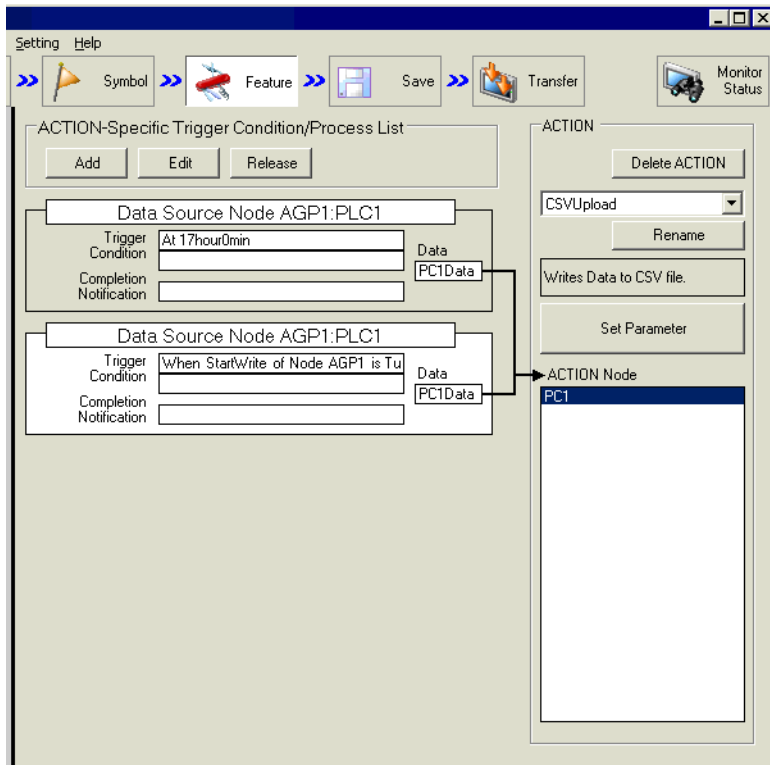 Setting Help
Symbol Feature Save Transfer Monitor Status
ACTION-Specific Trigger Condition/Process List
Add Edit Release
Data Source Node AGP1:PLC1
Trigger Condition At 17hour0min
Data
PC1Data
Completion Notification
Data Source Node AGP1:PLC1
Trigger Condition When StartWrite of Node AGP1 is Tu
Data
PC1Data
Completion Notification
ACTION
Delete ACTION
CSVUpload
Rename
Writes Data to CSV file.
Set Parameter
ACTION Node
PC1